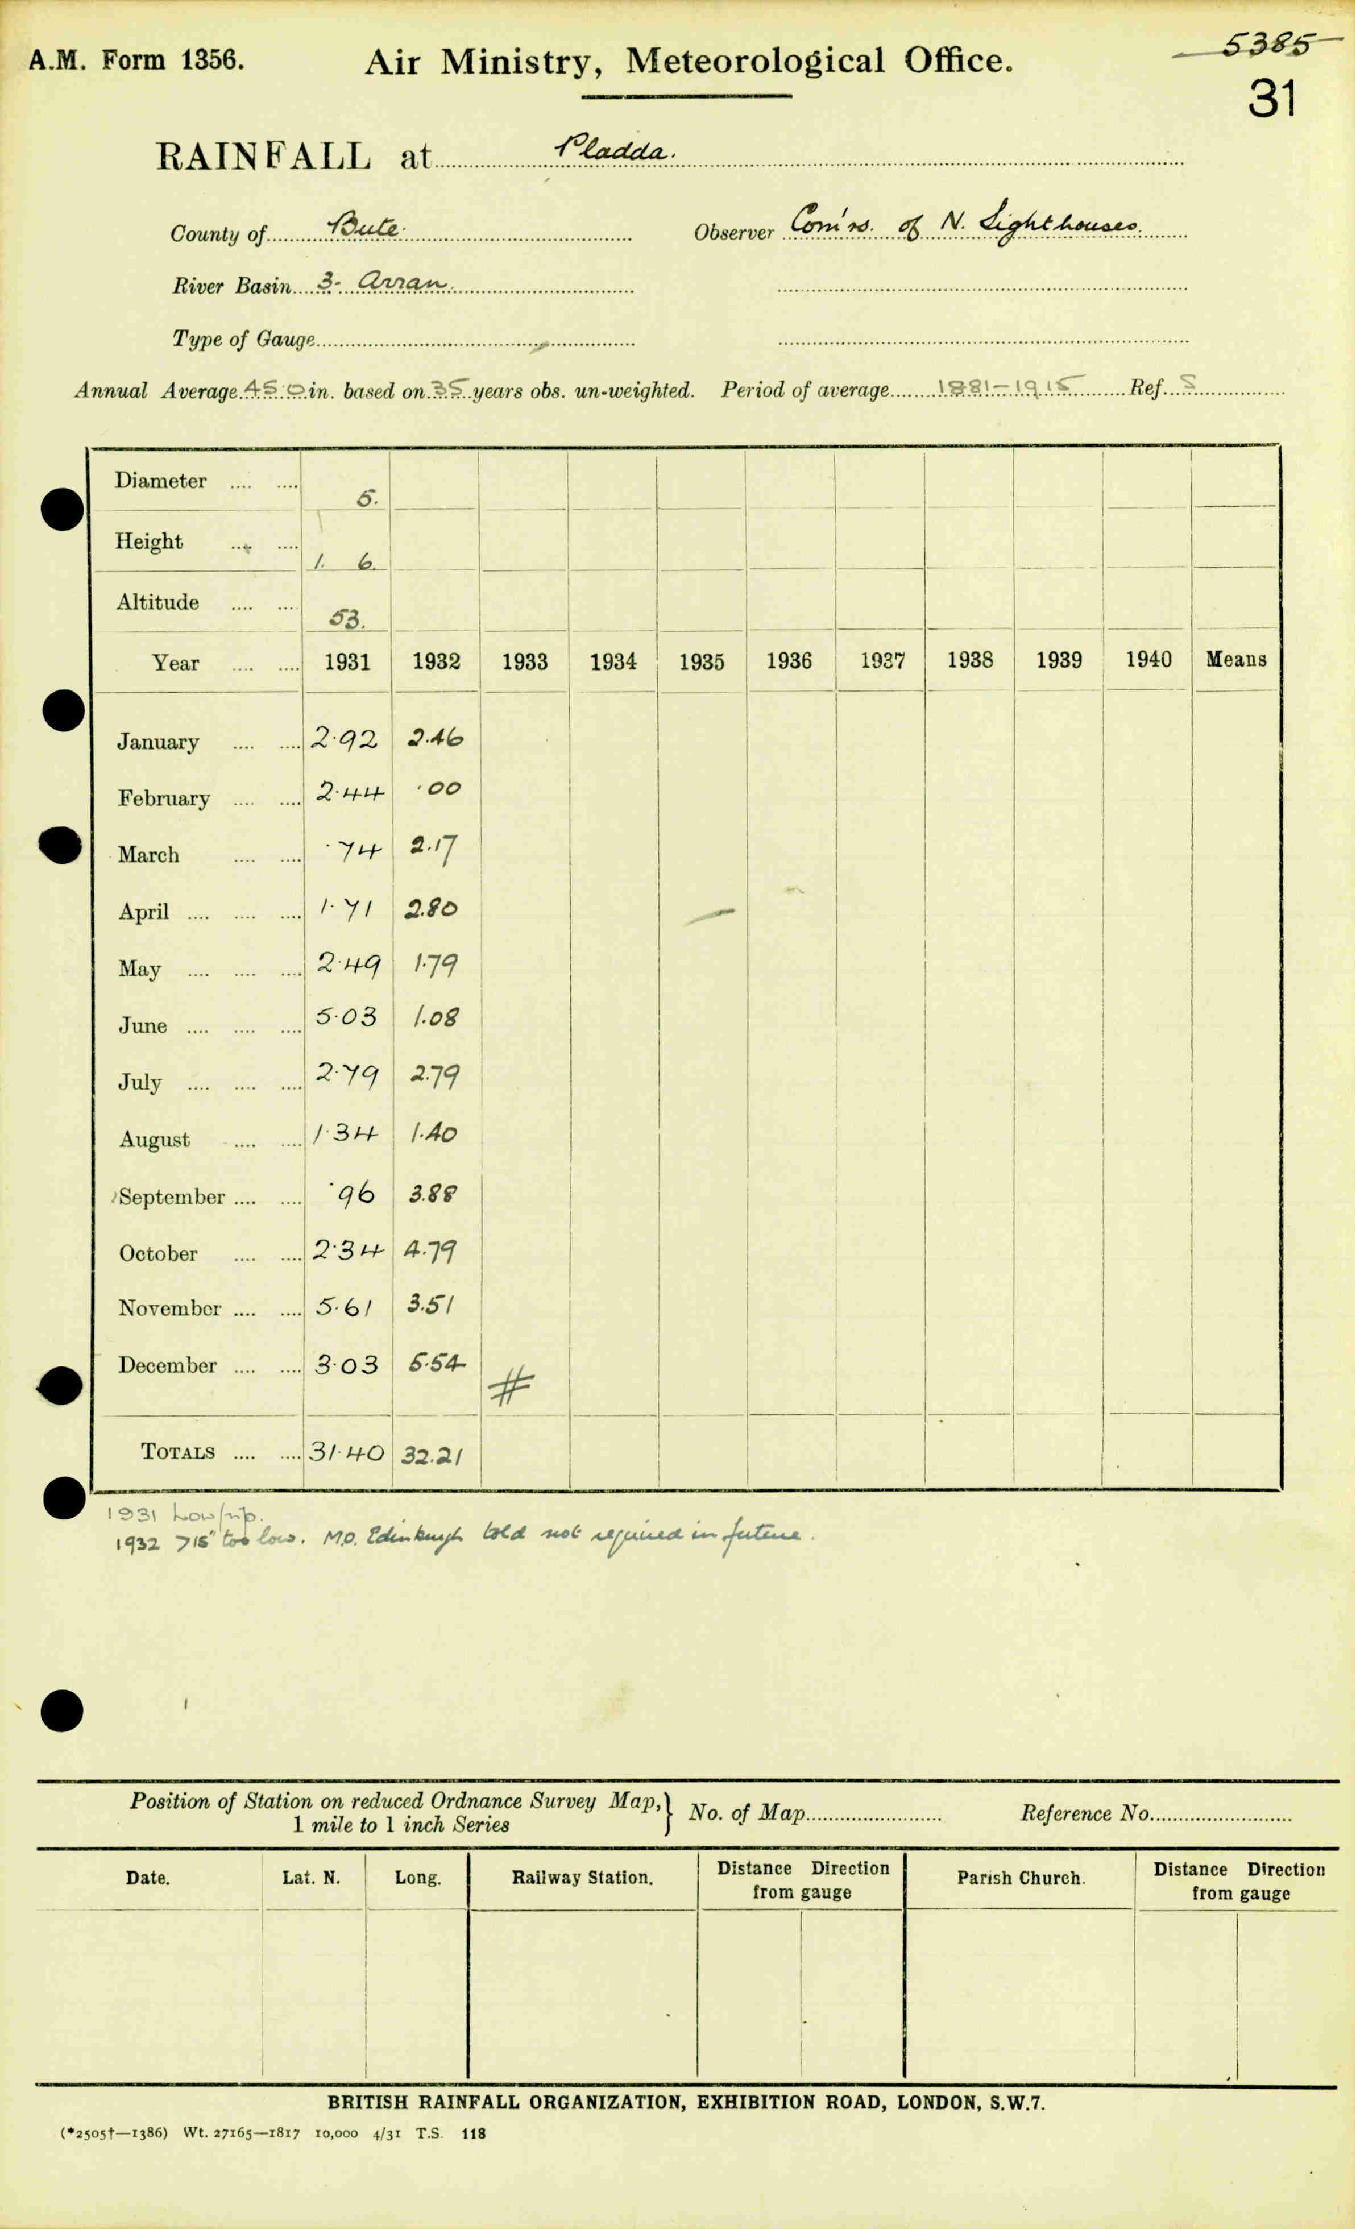 A.M. Form 1356.
Air Ministry, Meteorological Office.
5385
31
RAINFALL at Pladda.
County of Bute. Observer Com'rs. of N. Lighthouses.
River Basin 3. Arran.
Type of Gauge
Annual Average 45.0 in. based on 35 years obs. un-weighted. Period of average 1881-1915 Ref. S
Diameter .... .... 5.
Height .... .... 1. 6.
Altitude .... .... 53.
Year .... .... 1931 1932 1933 1934 1935 1936 1937 1938 1939 1940 Means
January .... .... 2.92 2.46
February .... .... 2.44 .00
March .... .... .74 2.17
April .... .... .... 1.71 2.80
May .... .... .... 2.49 1.79
June .... .... .... 5.03 1.08
July .... .... .... 2.79 2.79
August .... .... 1.34 1.40
September .... .... .96 3.88
October .... .... 2.34 4.79
November .... .... 5.61 3.51
December .... .... 3.03 5.54 #
TOTALS .... .... 31.40 32.21
1931 Low
1932 >15" too low. M.O. Edinburgh told not required in future.
Position of Station on reduced Ordnance Survey Map, } No. of Map Reference No.
1 mile to 1 inch Series
Date. Lat. N. Long. Railway Station. Distance Direction from gauge Parish Church. Distance Direction from gauge
BRITISH RAINFALL ORGANIZATION, EXHIBITION ROAD, LONDON, S.W.7.
(*2505†—1386) Wt. 27165—1817 10,000 4/31 T.S. 118